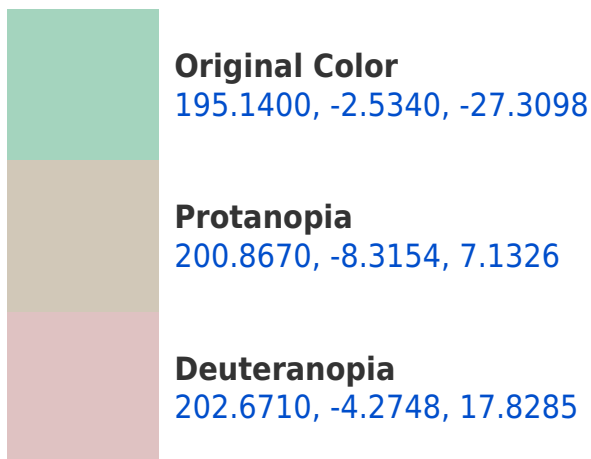 Original Color
195.1400, -2.5340, -27.3098
Protanopia
200.8670, -8.3154, 7.1326
Deuteranopia
202.6710, -4.2748, 17.8285